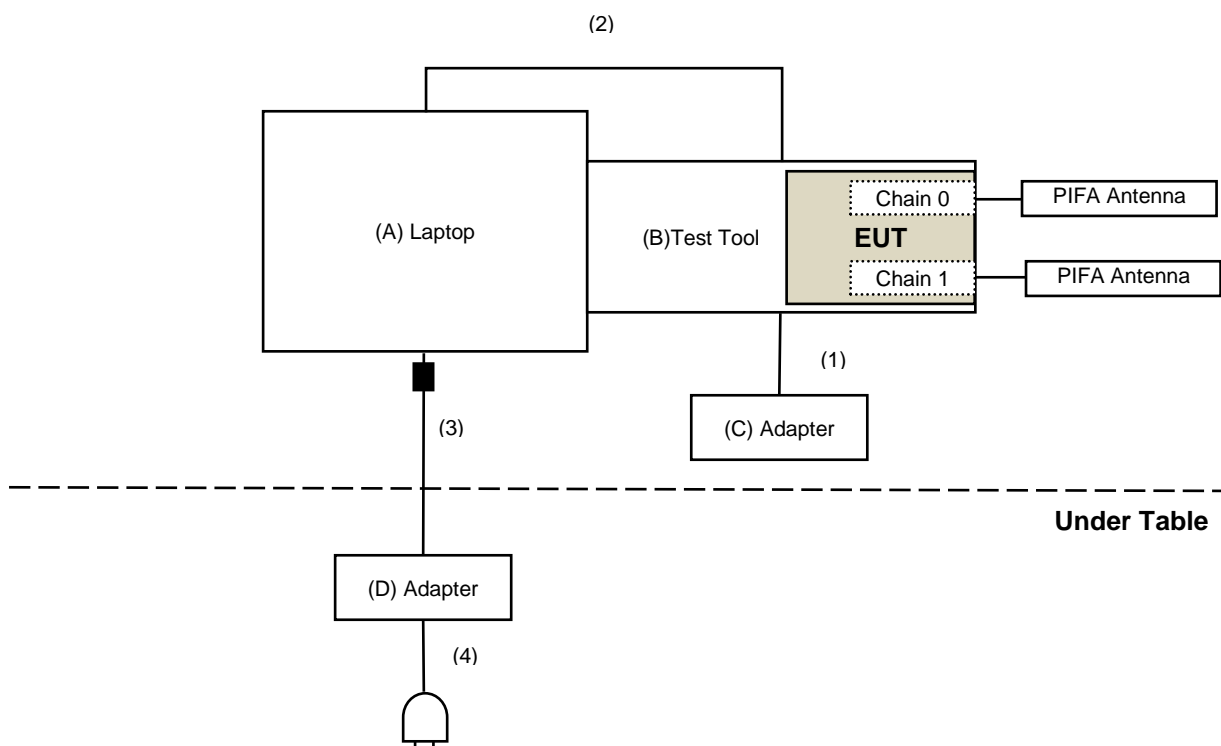 (2)
(A) Laptop
(B)Test Tool
Chain 0
EUT
Chain 1
PIFA Antenna
PIFA Antenna
(1)
(C) Adapter
(3)
Under Table
(D) Adapter
(4)